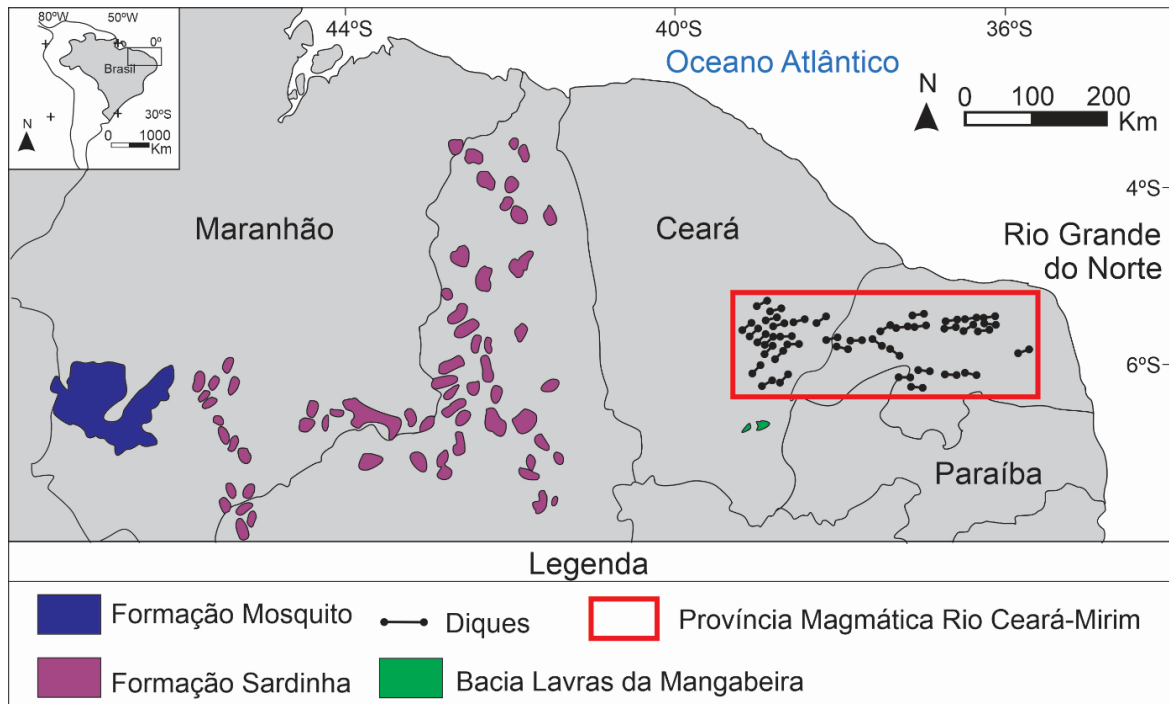 80ºW
50ºW
0º
Brasil
30ºS
N
0
1000
Km
44ºS
40ºS
36ºS
Oceano Atlântico
N
0
100
200
Km
4ºS
Maranhão
Ceará
Rio Grande
do Norte
6ºS
Paraíba
Legenda
Formação Mosquito
Diques
Província Magmática Rio Ceará-Mirim
Formação Sardinha
Bacia Lavras da Mangabeira